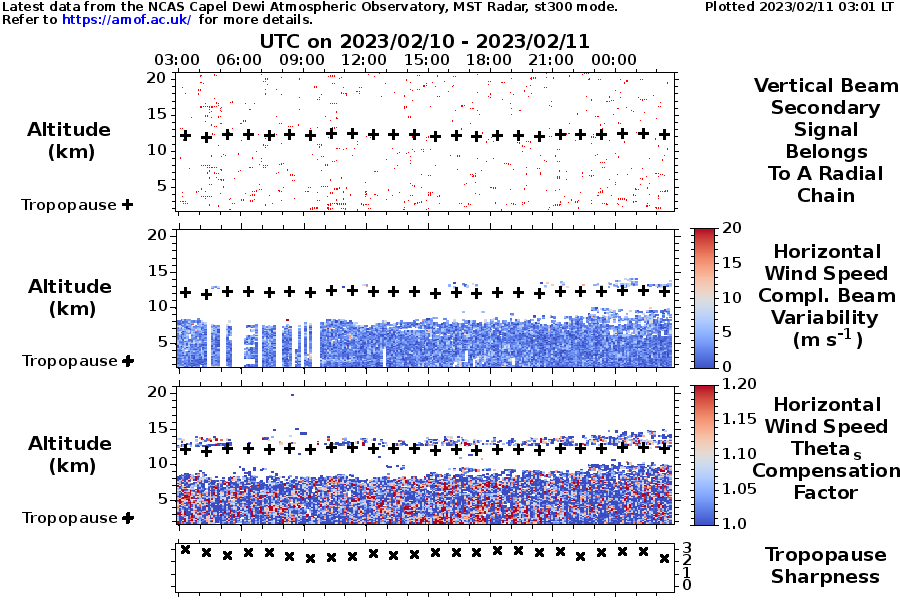 Latest data from the NCAS Capel Dewi Atmospheric Observatory, MST Radar, st300 mode.
Plotted 2023/02/11 03:01 LT
Refer to https://amof.ac.uk/ for more details.
UTC on 2023/02/10 - 2023/02/11
03:00 06:00 09:00 12:00 15:00 18:00 21:00 00:00
20
15
10
5
Altitude
(km)
Tropopause +
Vertical Beam
Secondary
Signal
Belongs
To A Radial
Chain
20
15
10
5
Altitude
(km)
Tropopause +
20
15
10
5
0
Horizontal
Wind Speed
Compl. Beam
Variability
(m s-1)
20
15
10
5
Altitude
(km)
Tropopause +
1.20
1.15
1.10
1.05
1.0
Horizontal
Wind Speed
Theta s
Compensation
Factor
3
2
1
0
Tropopause
Sharpness